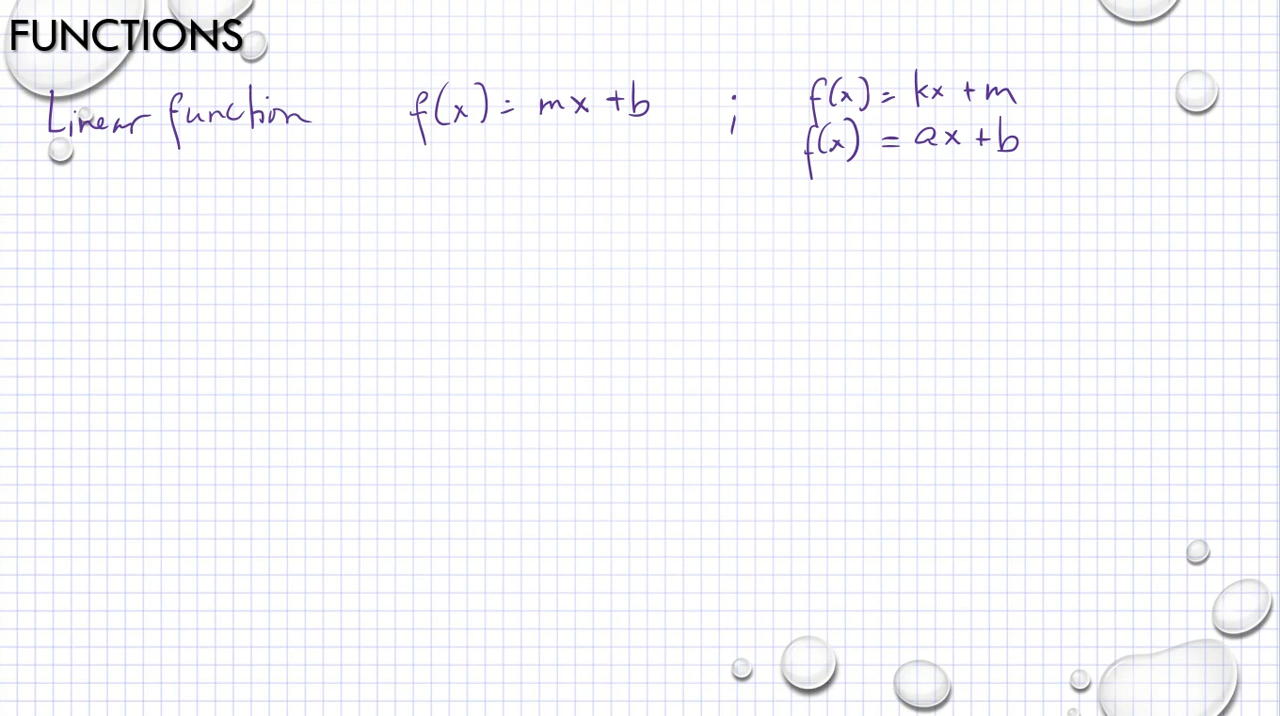 FUNCTIONS
Linear function f(x) = mx + b ; f(x) = kx + m
f(x) = ax + b